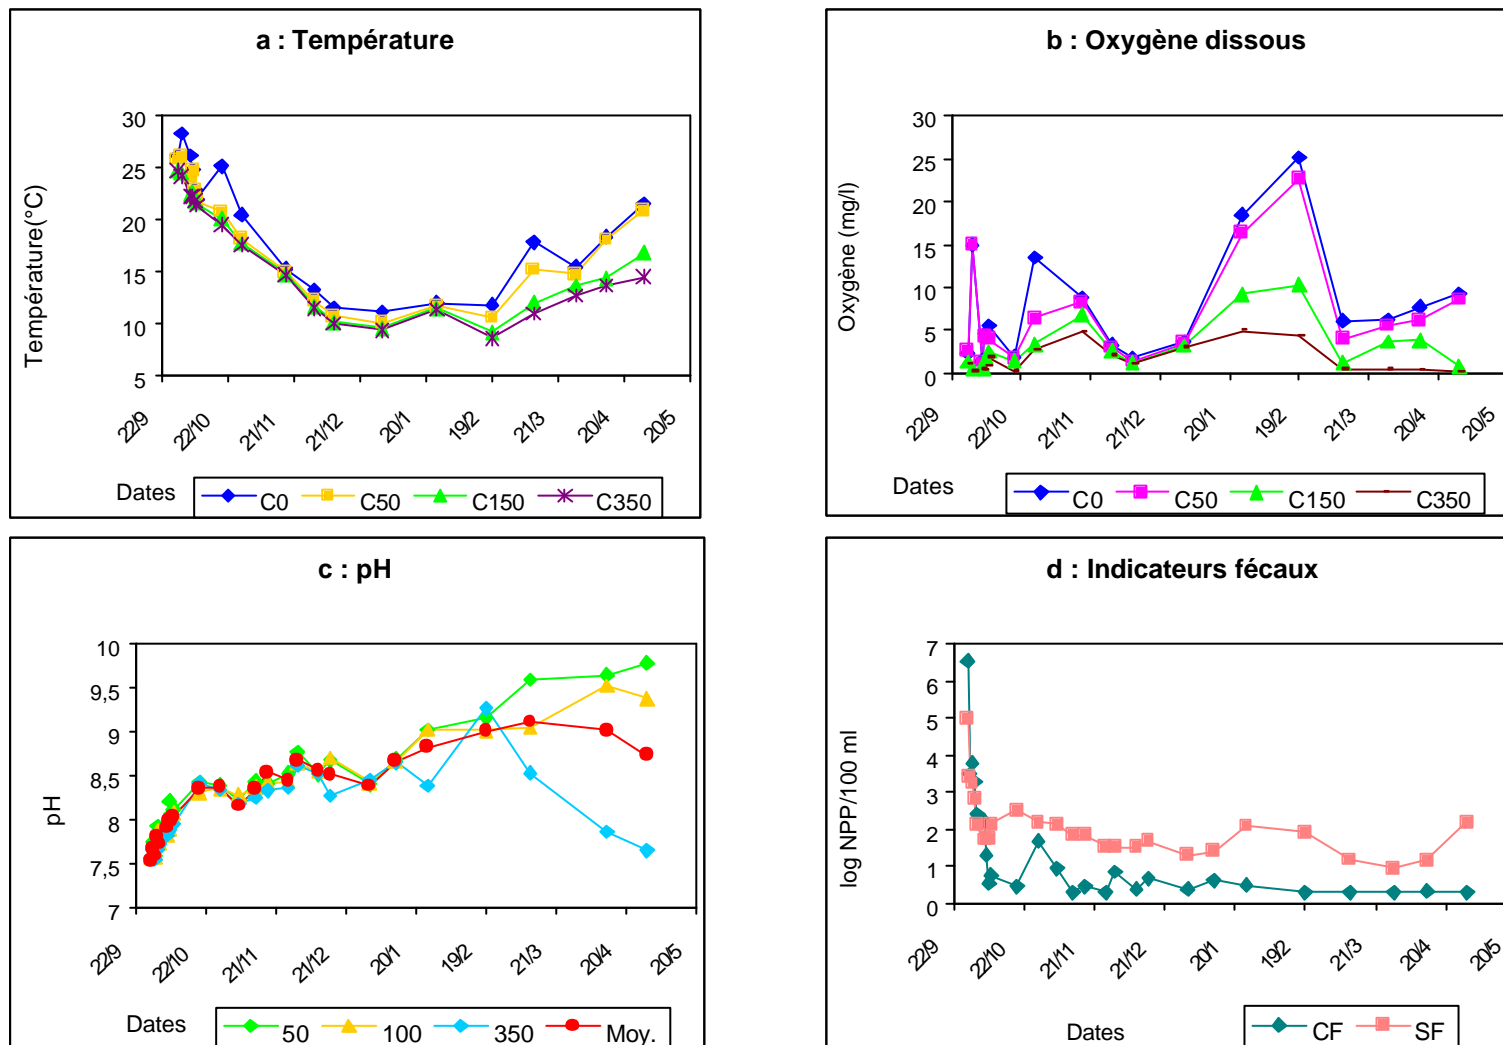 a : Température
30
25
20
15
10
5
Température(°C)
22/9
22/10
21/11
21/12
20/1
19/2
21/3
20/4
20/5
Dates
C0
C50
C150
C350
b : Oxygène dissous
30
25
20
15
10
5
0
Oxygène (mg/l)
22/9
22/10
21/11
21/12
20/1
19/2
21/3
20/4
20/5
Dates
C0
C50
C150
C350
c : pH
10
9,5
9
8,5
8
7,5
7
pH
22/9
22/10
21/11
21/12
20/1
19/2
21/3
20/4
20/5
Dates
50
100
350
Moy.
d : Indicateurs fécaux
7
6
5
4
3
2
1
0
log NPP/100 ml
22/9
22/10
21/11
21/12
20/1
19/2
21/3
20/4
20/5
Dates
CF
SF